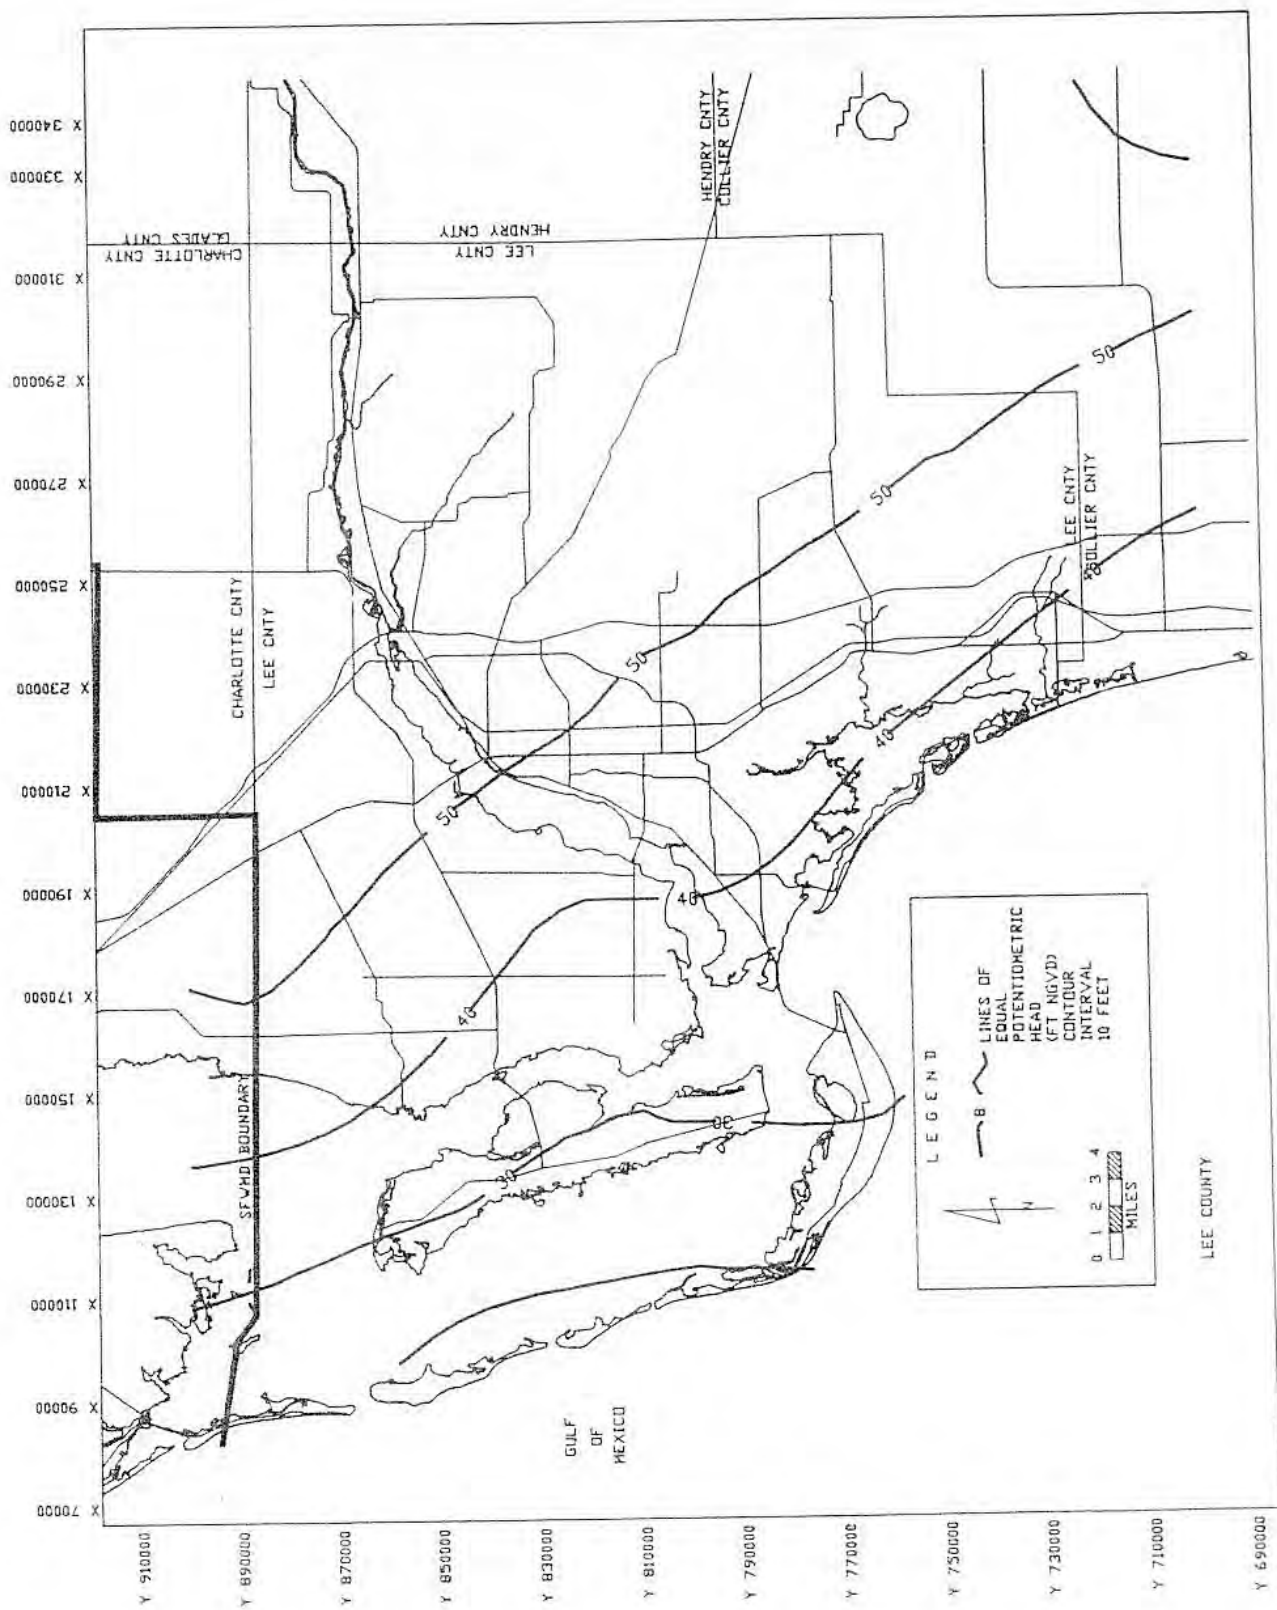 X 340000
X 330000
X 310000
X 290000
X 270000
X 250000
X 230000
X 210000
X 190000
X 170000
X 150000
X 130000
X 110000
X 90000
X 70000
Y 910000
Y 890000
Y 870000
Y 850000
Y 830000
Y 810000
Y 790000
Y 770000
Y 750000
Y 730000
Y 710000
Y 690000
GLADES CNTY
CHARLOTTE CNTY
HENDRY CNTY
LEE CNTY
HENDRY CNTY
COLLIER CNTY
CHARLOTTE CNTY
LEE CNTY
LEE CNTY
COLLIER CNTY
50
50
50
50
40
40
40
30
SFWMD BOUNDARY
GULF
OF
MEXICO
LEGEND
N
8
LINES OF
EQUAL
POTENTIOMETRIC
HEAD
(FT NGVD)
CONTOUR
INTERVAL
10 FEET
0 1 2 3 4
MILES
LEE COUNTY